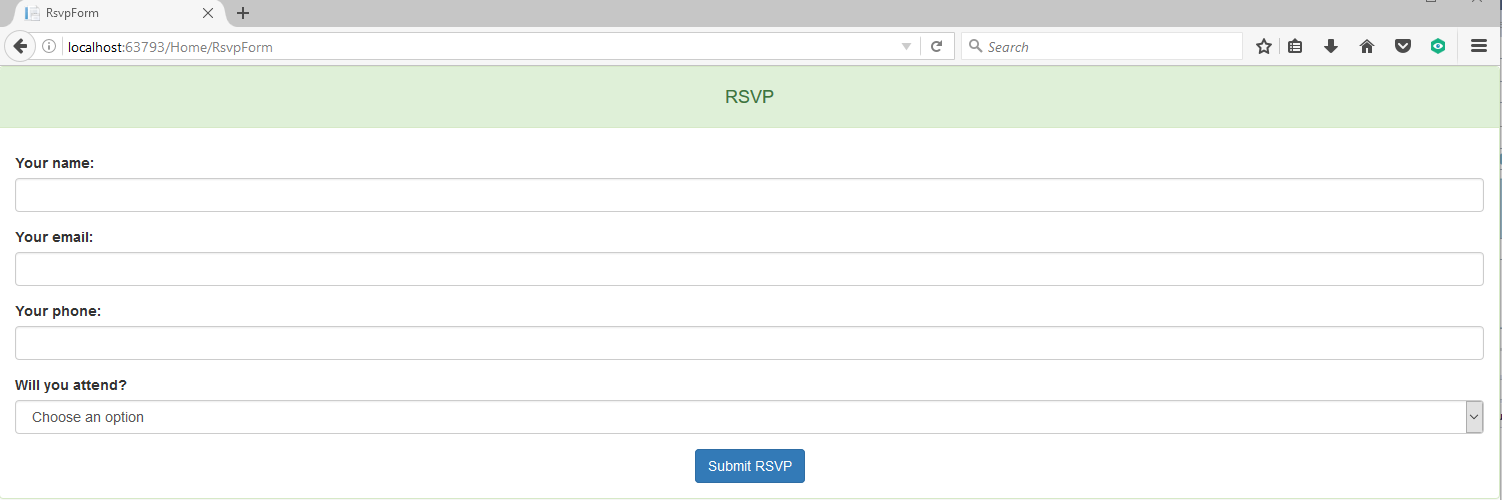 RsvpForm
localhost:63793/Home/RsvpForm
Search
RSVP
Your name:
Your email:
Your phone:
Will you attend?
Choose an option
Submit RSVP